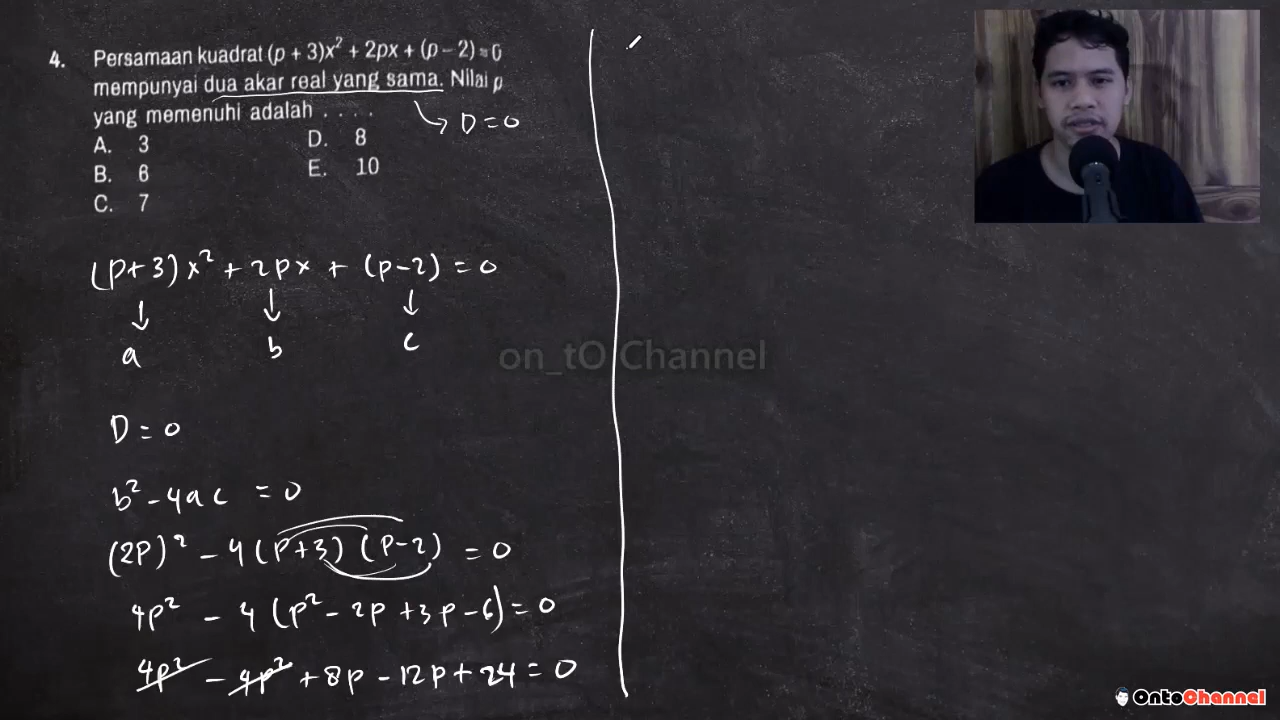 4. Persamaan kuadrat (p + 3)x² + 2px + (p – 2) = 0
mempunyai dua akar real yang sama. Nilai p
yang memenuhi adalah . . . .
→ D = 0
A. 3 D. 8
B. 6 E. 10
C. 7
(p+3)x² + 2px + (p-2) = 0
↓ ↓ ↓
a b c
D = 0
b² - 4ac = 0
(2p)² - 4(p+3)(p-2) = 0
4p² - 4(p² - 2p + 3p - 6) = 0
4p² - 4p² + 8p - 12p + 24 = 0
on_tO Channel
OntoChannel